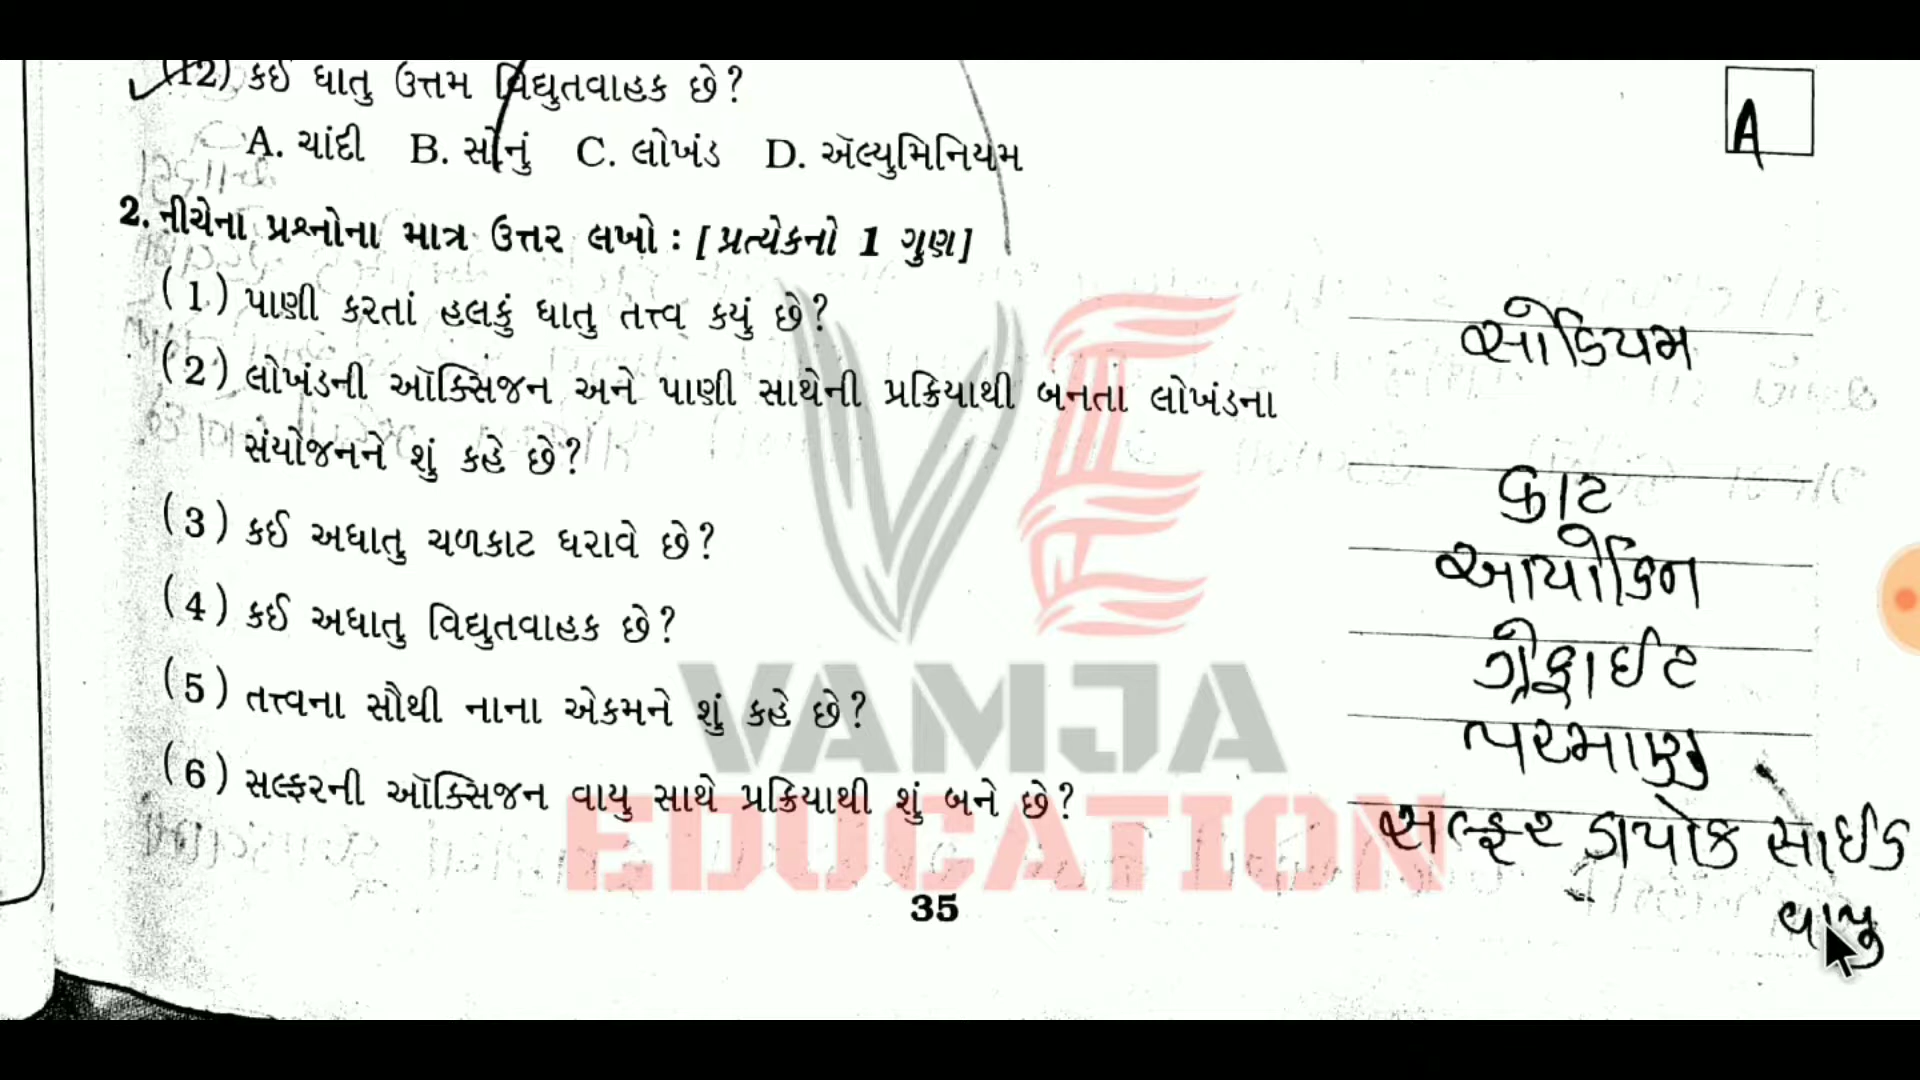 (12) કઈ ધાતુ ઉત્તમ વિદ્યુતવાહક છે?
A
A. ચાંદી B. સોનું C. લોખંડ D. ઍલ્યુમિનિયમ
2. નીચેના પ્રશ્નોના માત્ર ઉત્તર લખો : [પ્રત્યેકનો 1 ગુણ]
(1) પાણી કરતાં હલકું ધાતુ તત્ત્વ કયું છે?
સોડિયમ
(2) લોખંડની ઑક્સિજન અને પાણી સાથેની પ્રક્રિયાથી બનતા લોખંડના
સંયોજનને શું કહે છે?
કાટ
(3) કઈ અધાતુ ચળકાટ ધરાવે છે?
આયોડિન
(4) કઈ અધાતુ વિદ્યુતવાહક છે?
ગ્રેફાઈટ
(5) તત્ત્વના સૌથી નાના એકમને શું કહે છે?
પરમાણુ
(6) સલ્ફરની ઑક્સિજન વાયુ સાથે પ્રક્રિયાથી શું બને છે?
સલ્ફર ડાયોક સાઈડ
વાયુ
VE
VAMJA
EDUCATION
35